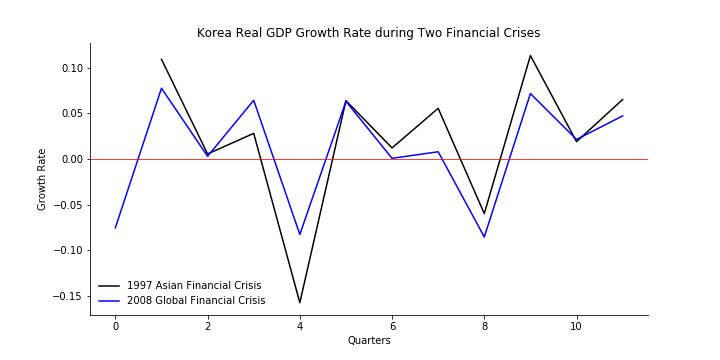 Korea Real GDP Growth Rate during Two Financial Crises
0.10
0.05
0.00
−0.05
−0.10
−0.15
Growth Rate
1997 Asian Financial Crisis
2008 Global Financial Crisis
0 2 4 6 8 10
Quarters